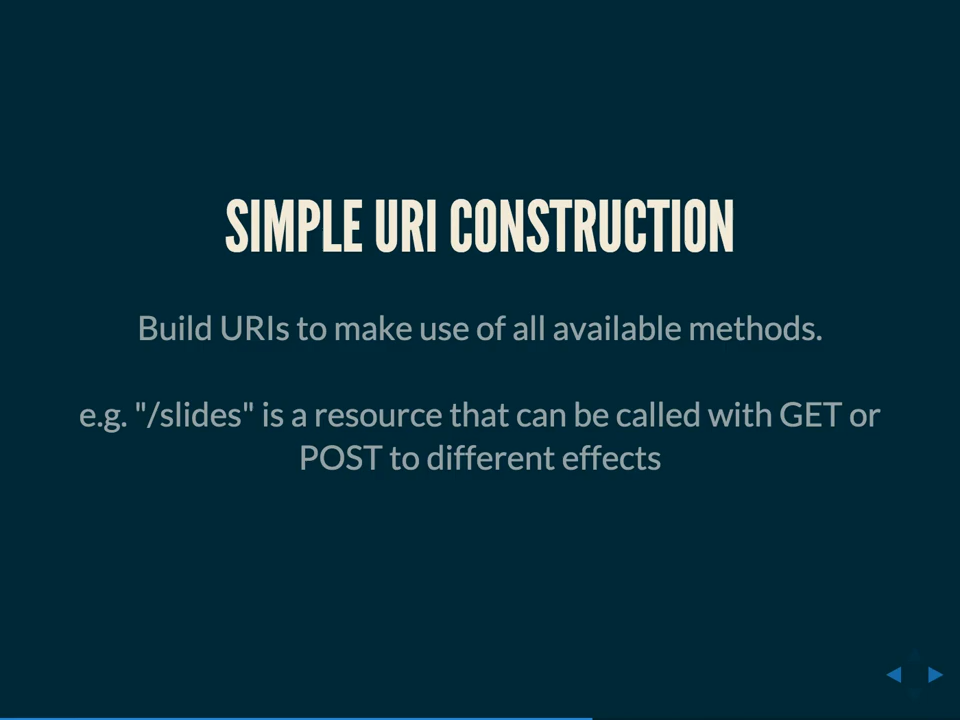 SIMPLE URI CONSTRUCTION
Build URIs to make use of all available methods.
e.g. "/slides" is a resource that can be called with GET or
POST to different effects